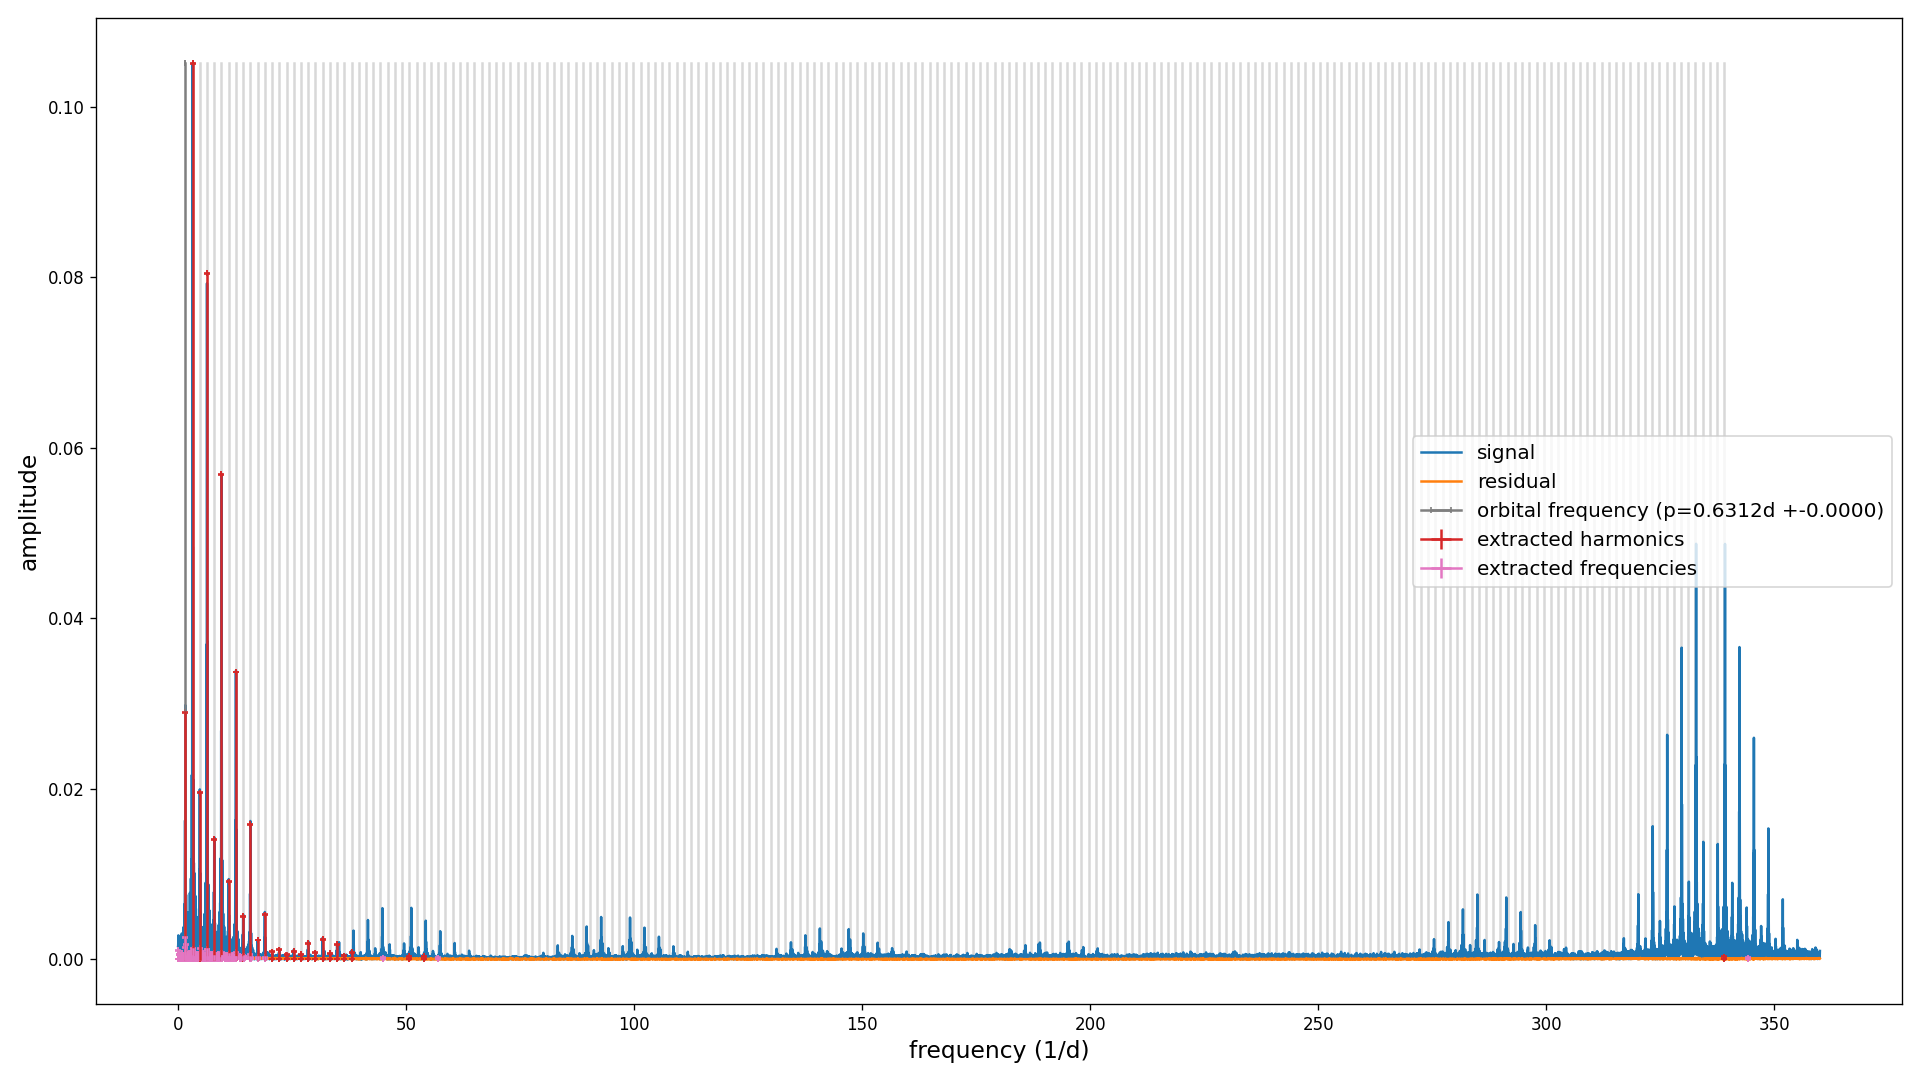 0.10
0.08
0.06
0.04
0.02
0.00
amplitude
signal
residual
orbital frequency (p=0.6312d +-0.0000)
extracted harmonics
extracted frequencies
0 50 100 150 200 250 300 350
frequency (1/d)